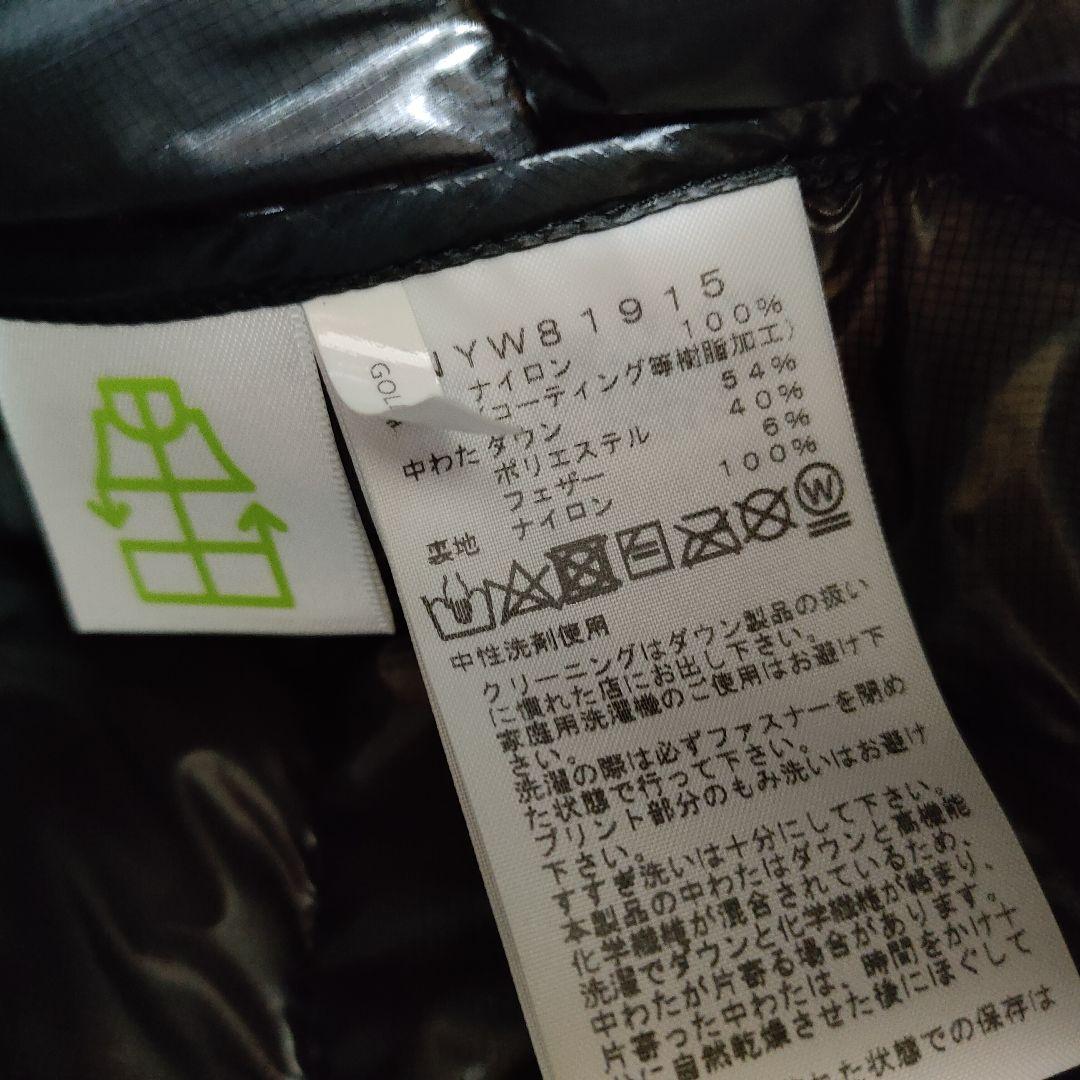 GOL
NYW81915
ナイロン 100%
コーティング等樹脂加工)
中わた ダウン 54%
ポリエステル 40%
フェザー 6%
裏地 ナイロン 100%
W
中性洗剤使用
クリーニングはダウン製品の扱い
に慣れた店にお出し下さい。
家庭用洗濯機のご使用はお避け下
さい。
洗濯の際は必ずファスナーを閉め
た状態で行って下さい。
プリント部分のもみ洗いはお避け
下さい。
すすぎ洗いは十分にして下さい。
本製品の中わたはダウンと高機能
化学繊維が混合されているため、
洗濯でダウンと化学繊維が絡まり、
中わたが片寄る場合があります。
片寄った中わたは、時間をかけ十
分に自然乾燥させた後にほぐして
た状態での保存は